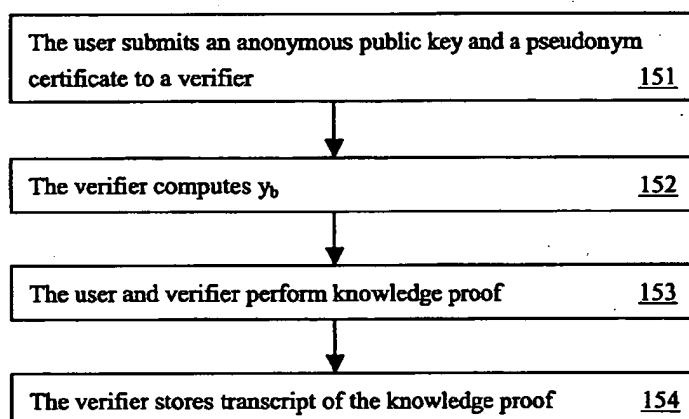 The user submits an anonymous public key and a pseudonym
certificate to a verifier 151
The verifier computes y_b 152
The user and verifier perform knowledge proof 153
The verifier stores transcript of the knowledge proof 154